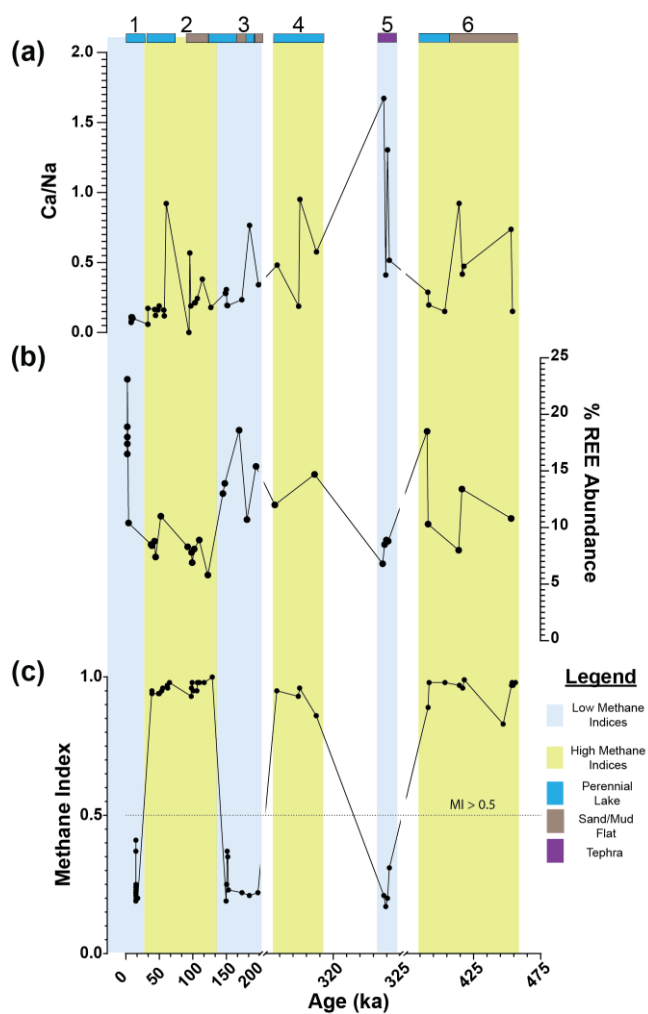 1 2 3 4 5 6
(a)
2.0
1.5
1.0
0.5
0.0
Ca/Na
(b)
25
20
15
10
5
0
% REE Abundance
(c)
1.0
0.5
0.0
Methane Index
MI > 0.5
Legend
Low Methane
Indices
High Methane
Indices
Perennial
Lake
Sand/Mud
Flat
Tephra
0 50 100 150 200 320 325 425 475
Age (ka)